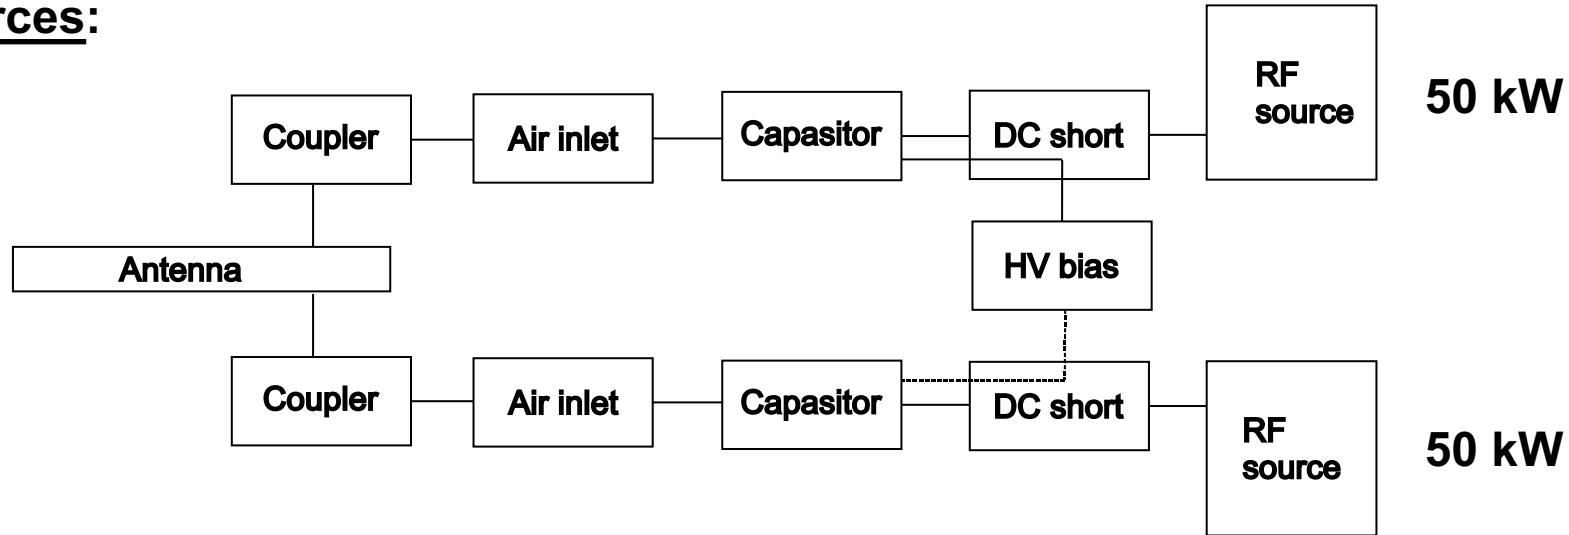 rces:
RF
source
50 kW
Coupler
Air inlet
Capasitor
DC short
Antenna
HV bias
Coupler
Air inlet
Capasitor
DC short
RF
source
50 kW